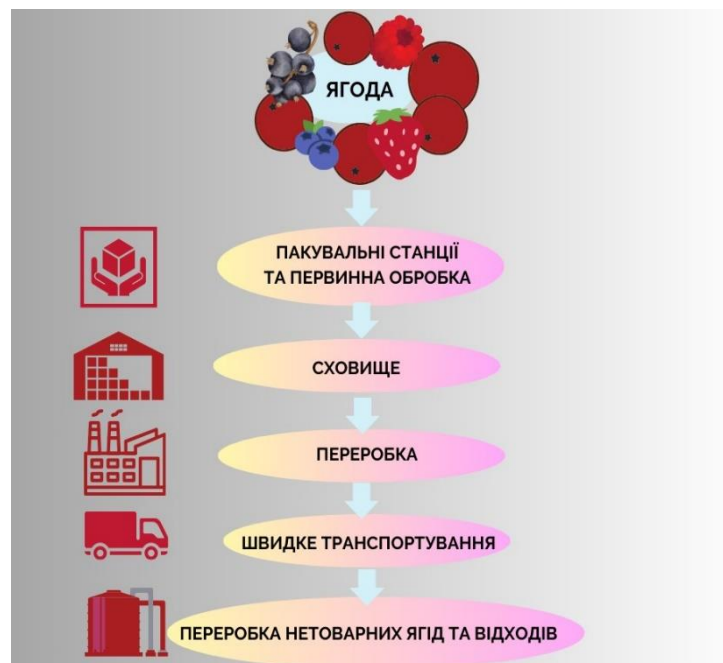 ЯГОДА
ПАКУВАЛЬНІ СТАНЦІЇ
ТА ПЕРВИННА ОБРОБКА
СХОВИЩЕ
ПЕРЕРОБКА
ШВИДКЕ ТРАНСПОРТУВАННЯ
ПЕРЕРОБКА НЕТОВАРНИХ ЯГІД ТА ВІДХОДІВ